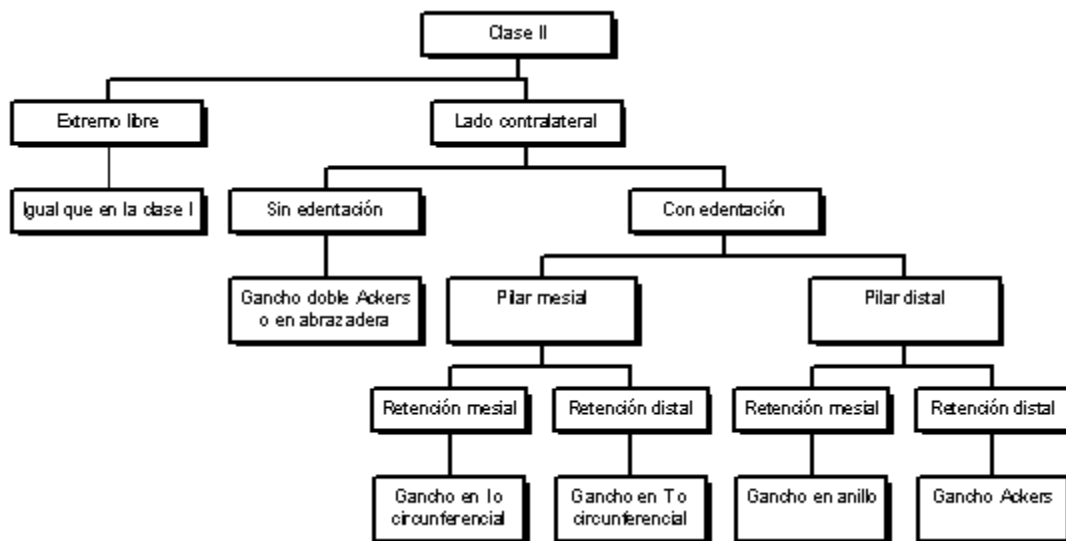 Clase II
Extremo libre
Lado contralateral
Igual que en la clase I
Sin edentación
Con edentación
Gancho doble Ackers
o en abrazadera
Pilar mesial
Pilar distal
Retención mesial
Retención distal
Retención mesial
Retención distal
Gancho en I o
circunferencial
Gancho en T o
circunferencial
Gancho en anillo
Gancho Ackers